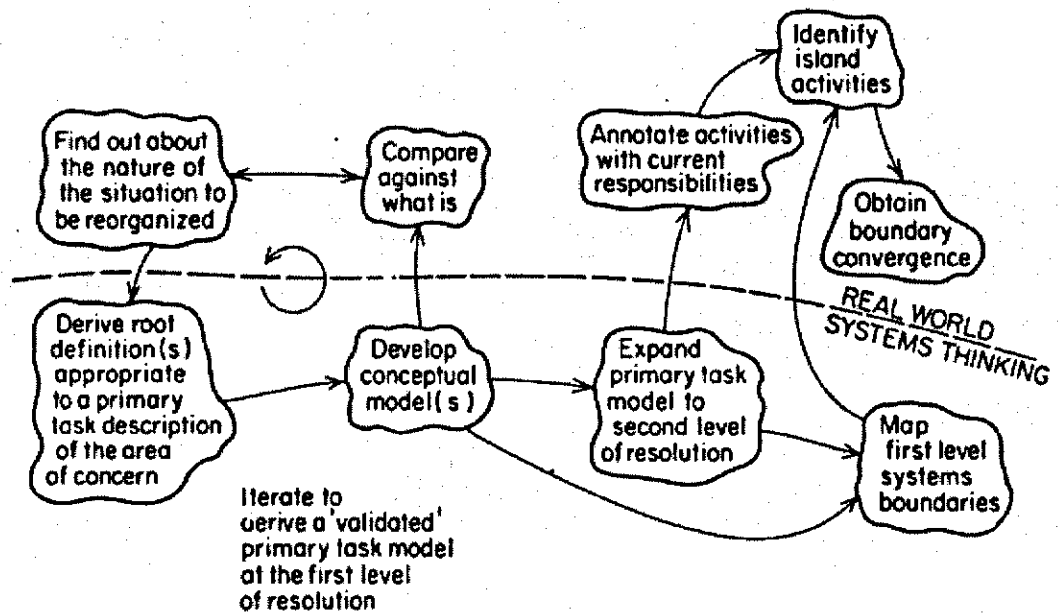 Find out about
the nature of
the situation to
be reorganized
Compare
against
what is
Annotate activities
with current
responsibilities
Identify
island
activities
Obtain
boundary
convergence
REAL WORLD
SYSTEMS THINKING
Derive root
definition(s)
appropriate
to a primary
task description
of the area
of concern
Develop
conceptual
model(s)
Expand
primary task
model to
second level
of resolution
Map
first level
systems
boundaries
Iterate to
derive a 'validated'
primary task model
at the first level
of resolution